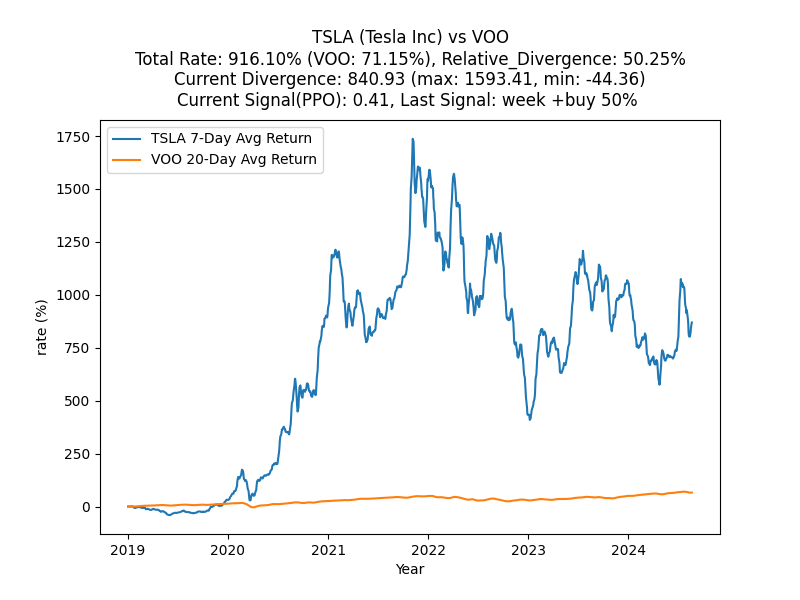 TSLA (Tesla Inc) vs VOO
Total Rate: 916.10% (VOO: 71.15%), Relative_Divergence: 50.25%
Current Divergence: 840.93 (max: 1593.41, min: -44.36)
Current Signal(PPO): 0.41, Last Signal: week +buy 50%
TSLA 7-Day Avg Return
VOO 20-Day Avg Return
1750
1500
1250
1000
750
500
250
0
rate (%)
2019 2020 2021 2022 2023 2024
Year